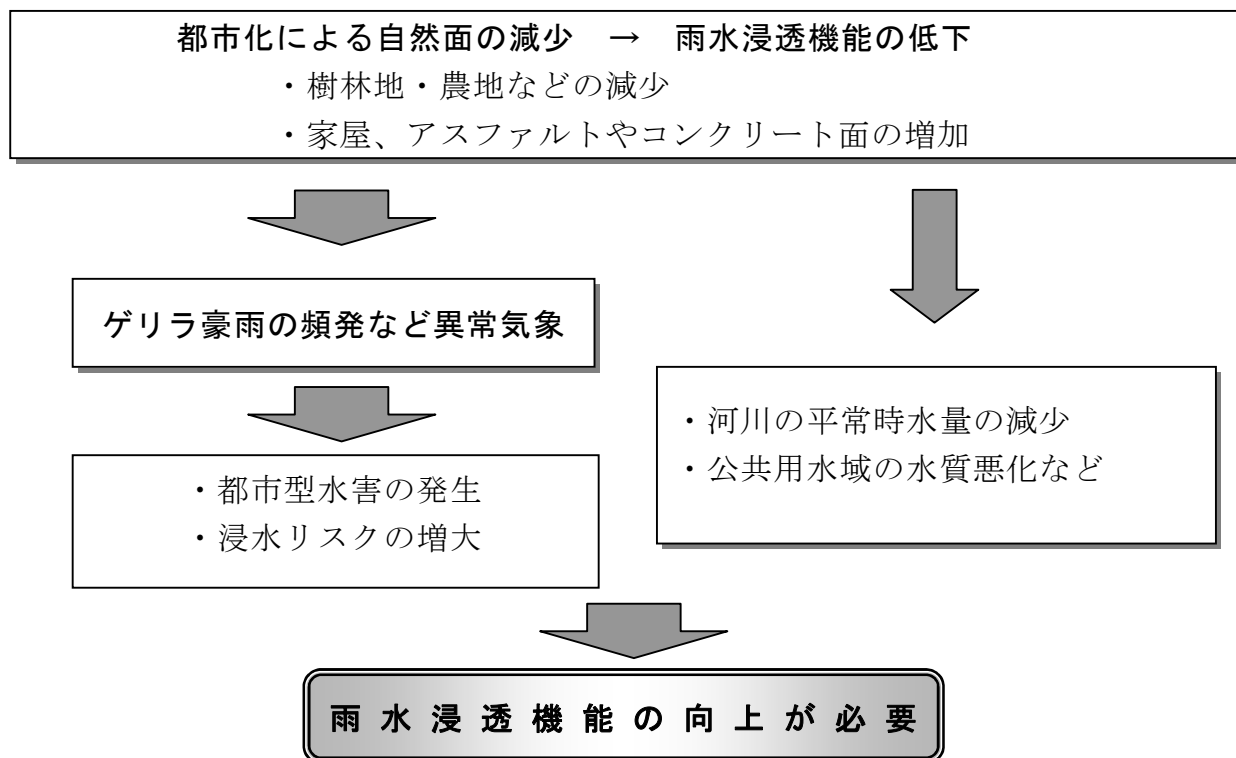 都市化による自然面の減少　→　雨水浸透機能の低下
・樹林地・農地などの減少
・家屋、アスファルトやコンクリート面の増加
ゲリラ豪雨の頻発など異常気象
・都市型水害の発生
・浸水リスクの増大
・河川の平常時水量の減少
・公共用水域の水質悪化など
雨水浸透機能の向上が必要